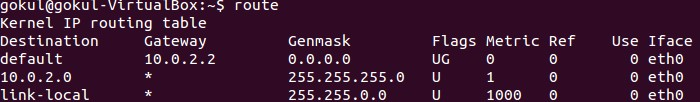 gokul@gokul-VirtualBox:~$ route
Kernel IP routing table
Destination     Gateway         Genmask         Flags Metric Ref    Use Iface
default         10.0.2.2        0.0.0.0         UG    0      0        0 eth0
10.0.2.0        *               255.255.255.0   U     1      0        0 eth0
link-local      *               255.255.0.0     U     1000   0        0 eth0